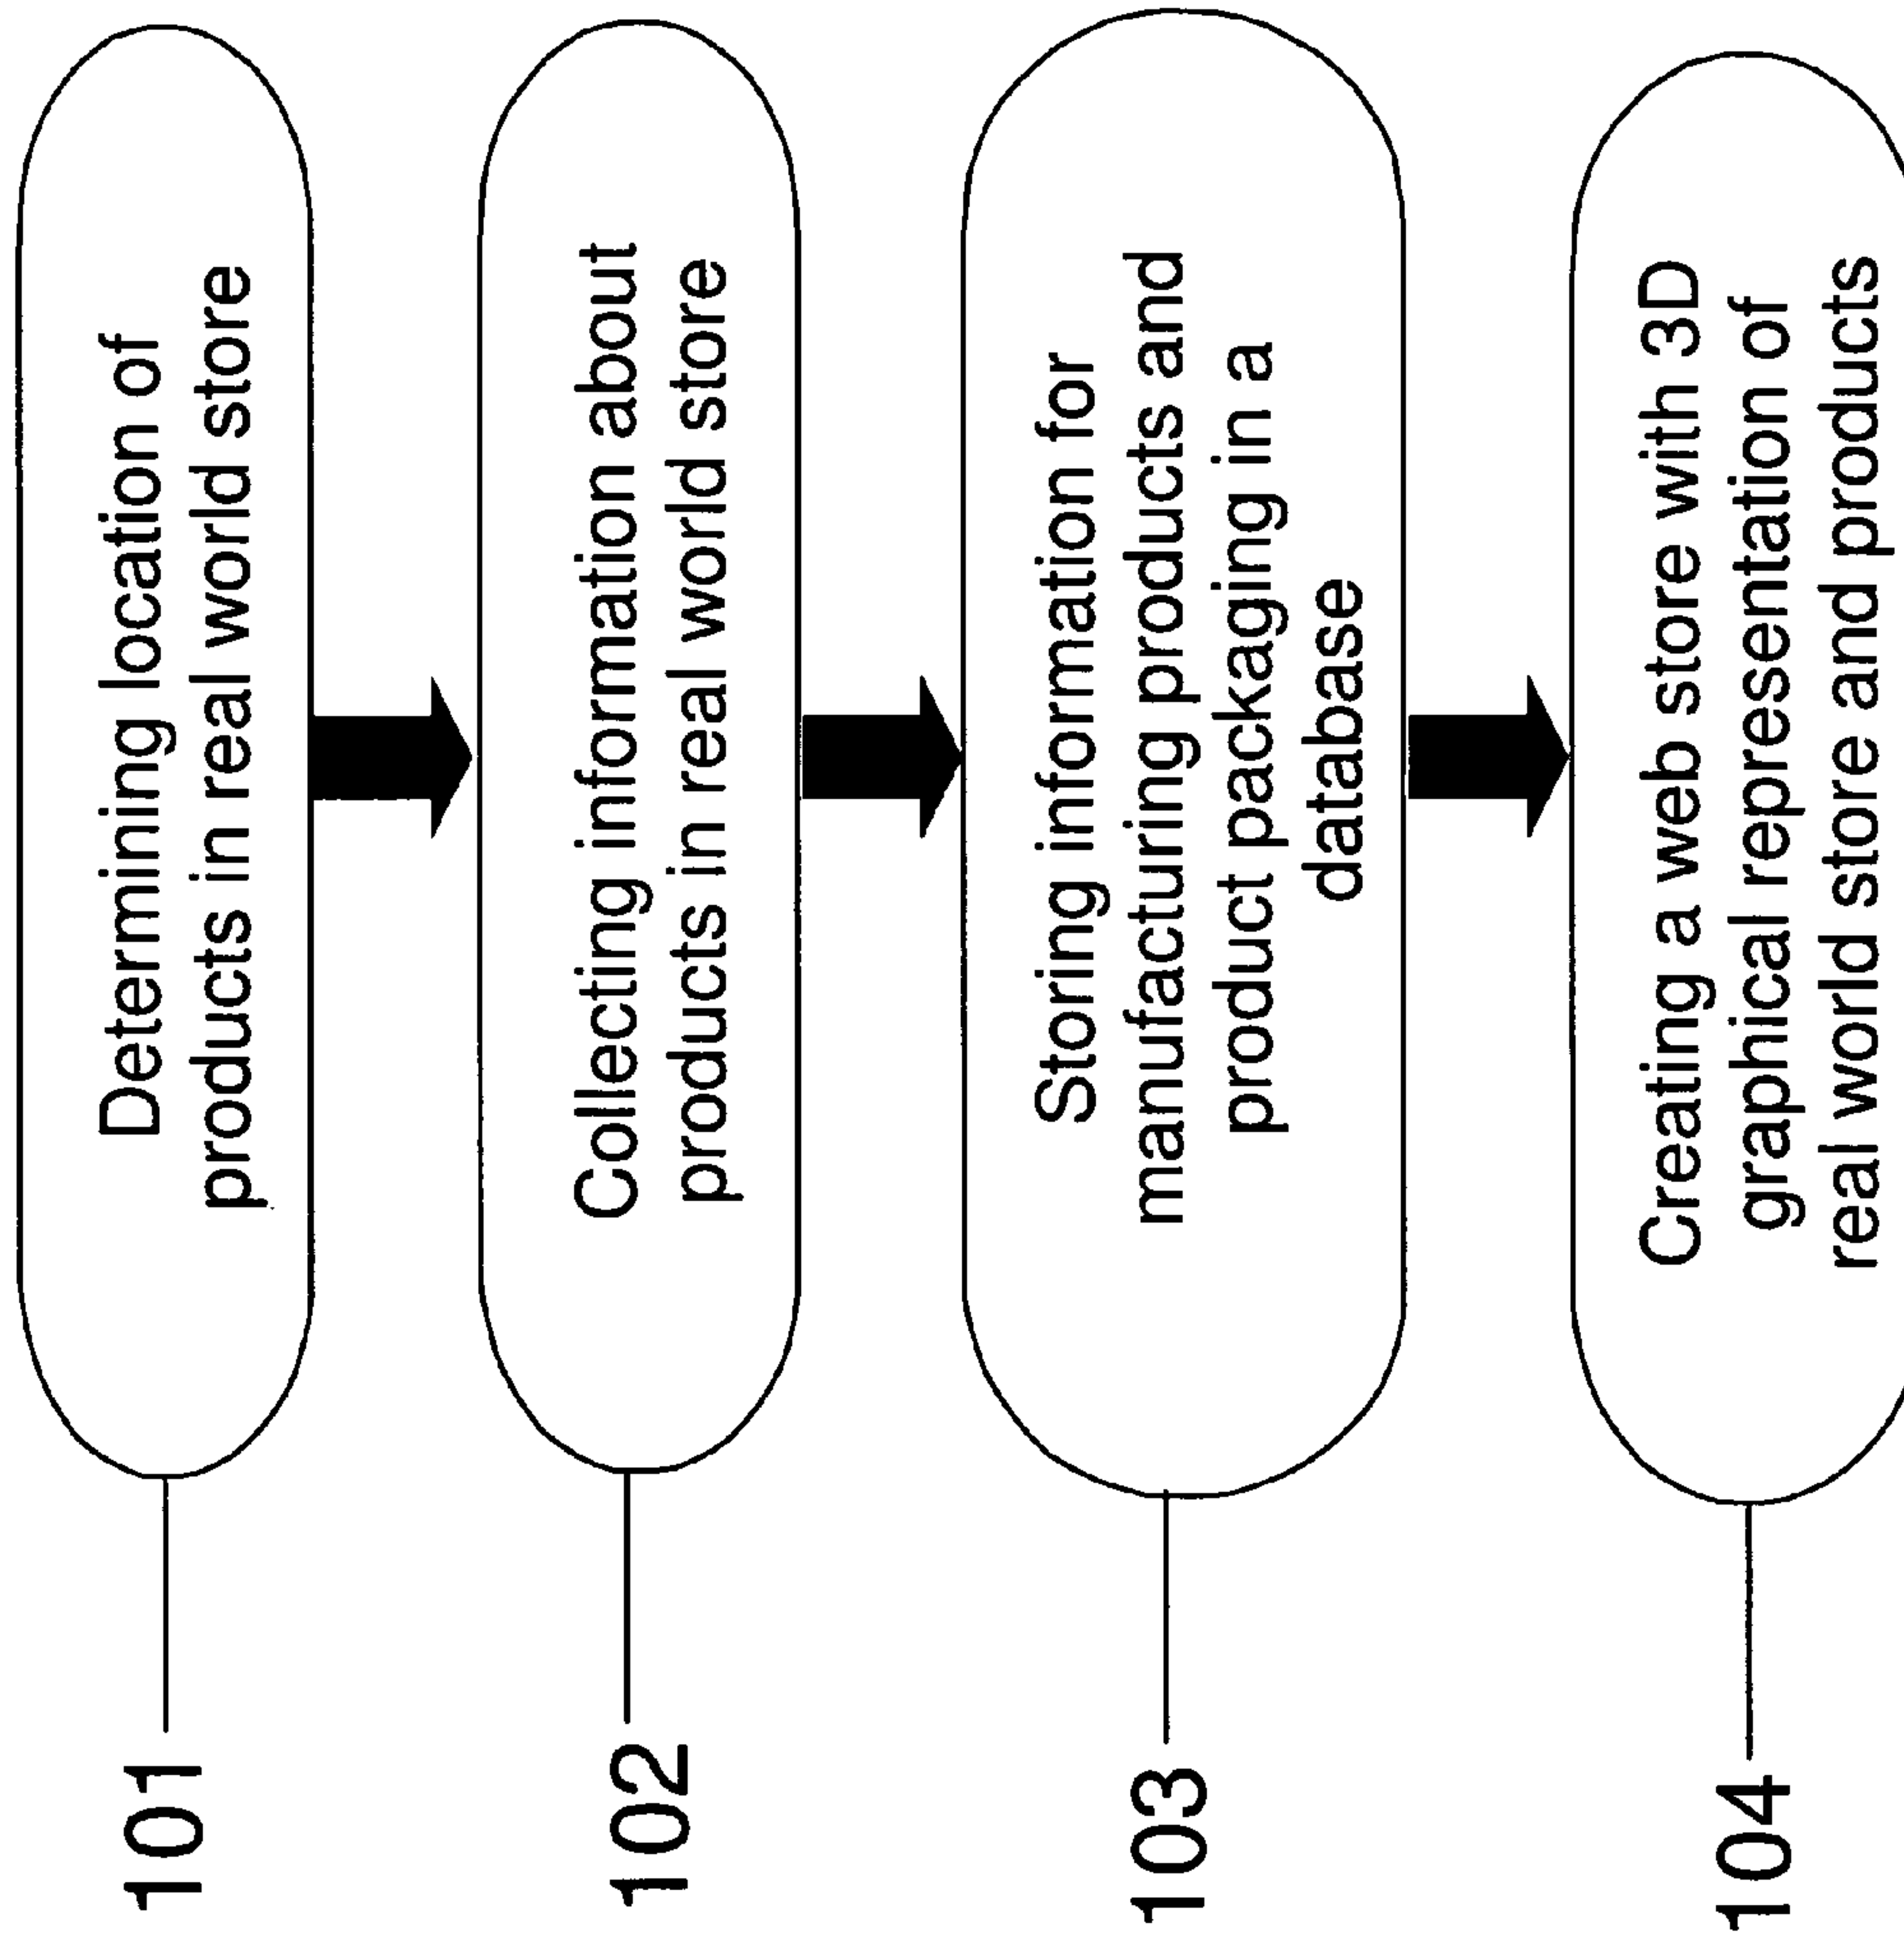 101
Determining location of
products in real world store
102
Collecting information about
products in real world store
103
Storing information for
manufacturing products and
product packaging in a
database
104
Creating a web store with 3D
graphical representation of
real world store and products